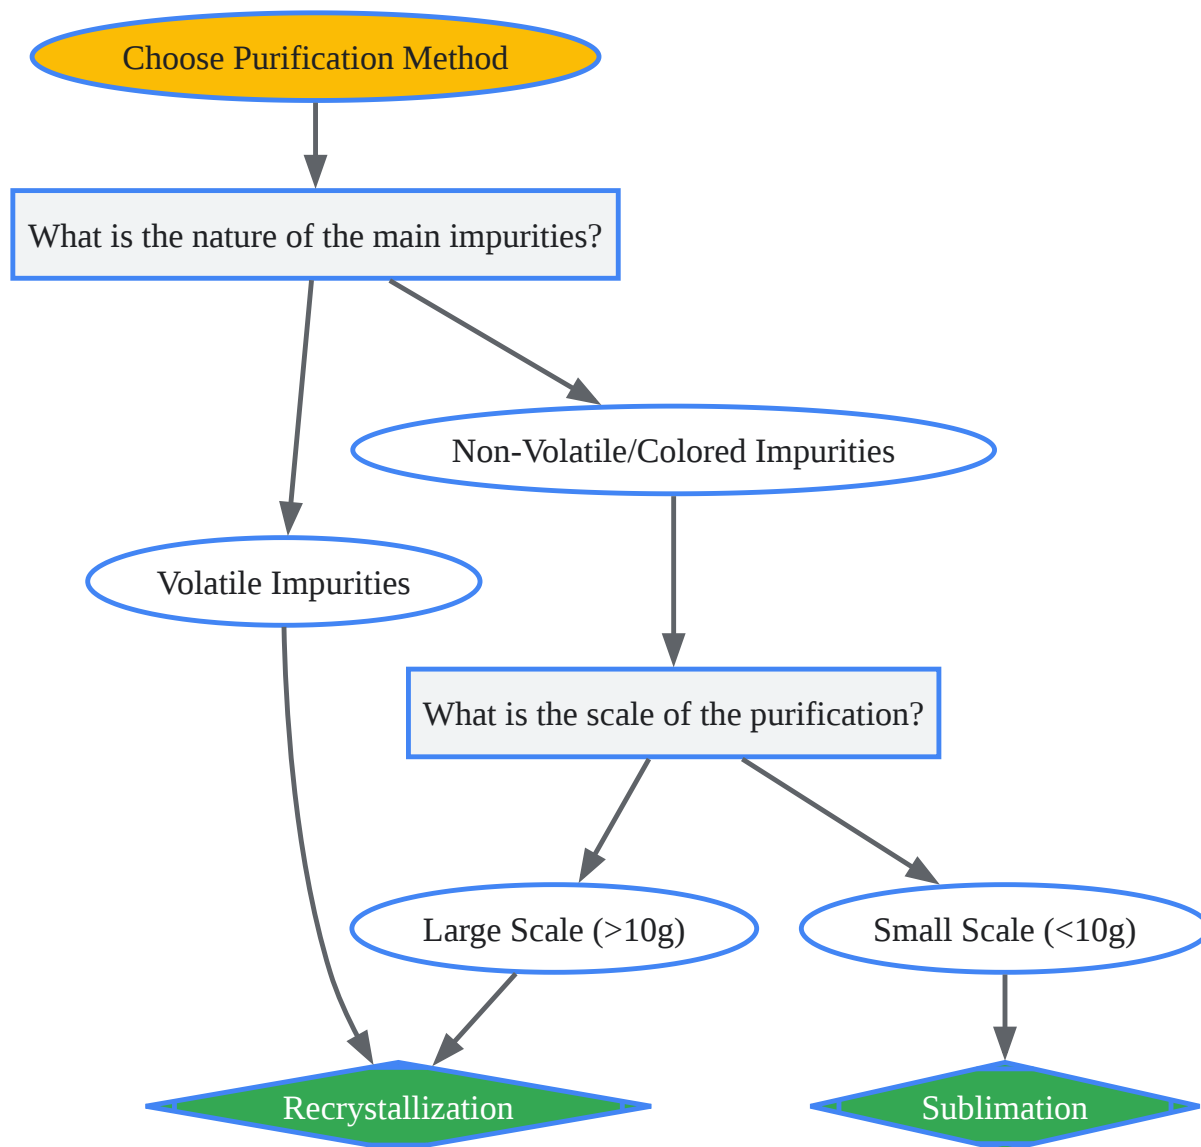 Choose Purification Method
What is the nature of the main impurities?
Non-Volatile/Colored Impurities
Volatile Impurities
What is the scale of the purification?
Large Scale (>10g)
Small Scale (<10g)
Recrystallization
Sublimation